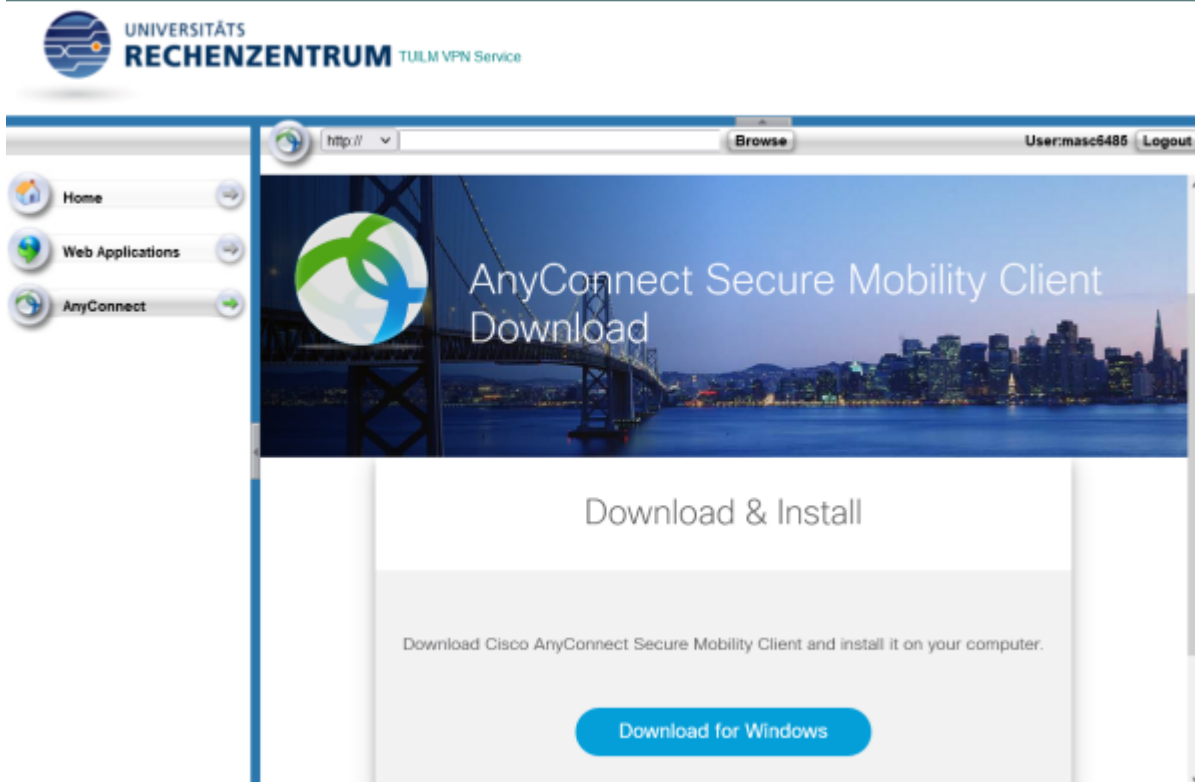 UNIVERSITÄTS
RECHENZENTRUM TUILM VPN Service
http:// Browse User:masc6485 Logout
Home
Web Applications
AnyConnect
AnyConnect Secure Mobility Client
Download
Download & Install
Download Cisco AnyConnect Secure Mobility Client and install it on your computer.
Download for Windows